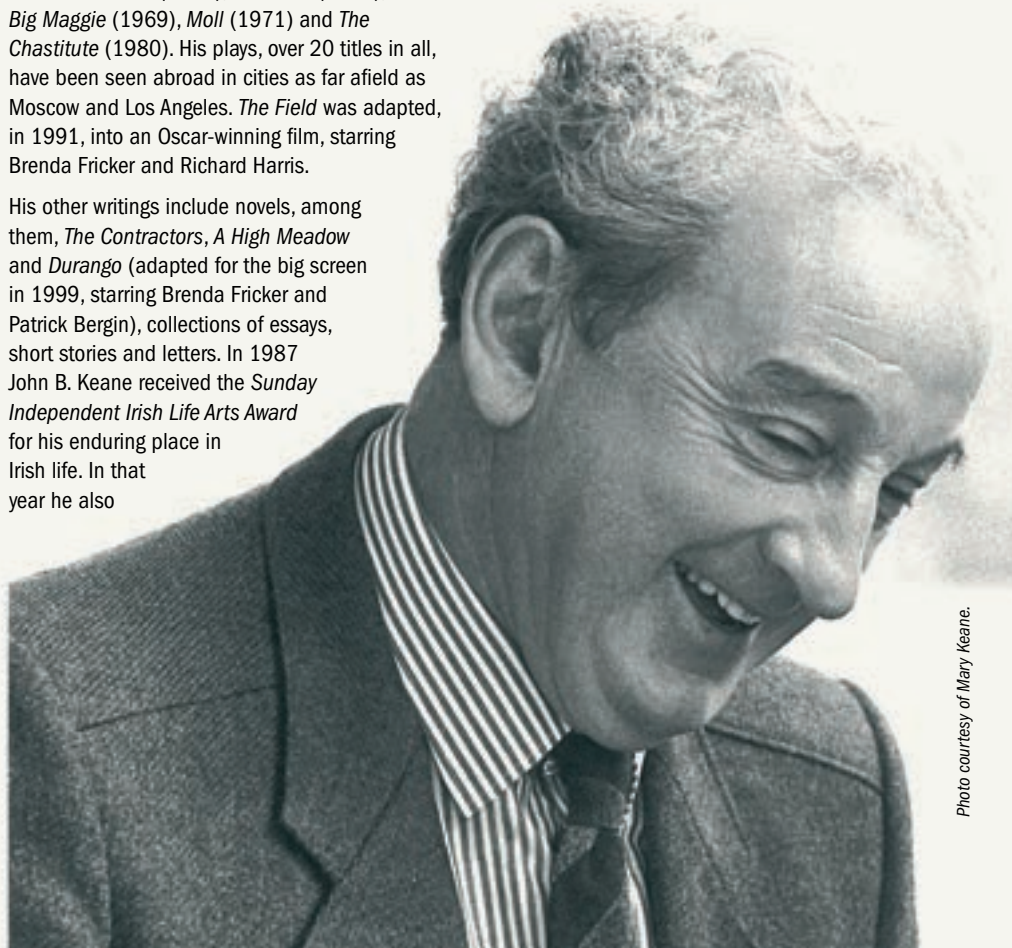 Big Maggie (1969), Moll (1971) and The
Chastitute (1980). His plays, over 20 titles in all,
have been seen abroad in cities as far afield as
Moscow and Los Angeles. The Field was adapted,
in 1991, into an Oscar-winning film, starring
Brenda Fricker and Richard Harris.
His other writings include novels, among
them, The Contractors, A High Meadow
and Durango (adapted for the big screen
in 1999, starring Brenda Fricker and
Patrick Bergin), collections of essays,
short stories and letters. In 1987
John B. Keane received the Sunday
Independent Irish Life Arts Award
for his enduring place in
Irish life. In that
year he also
Photo courtesy of Mary Keane.